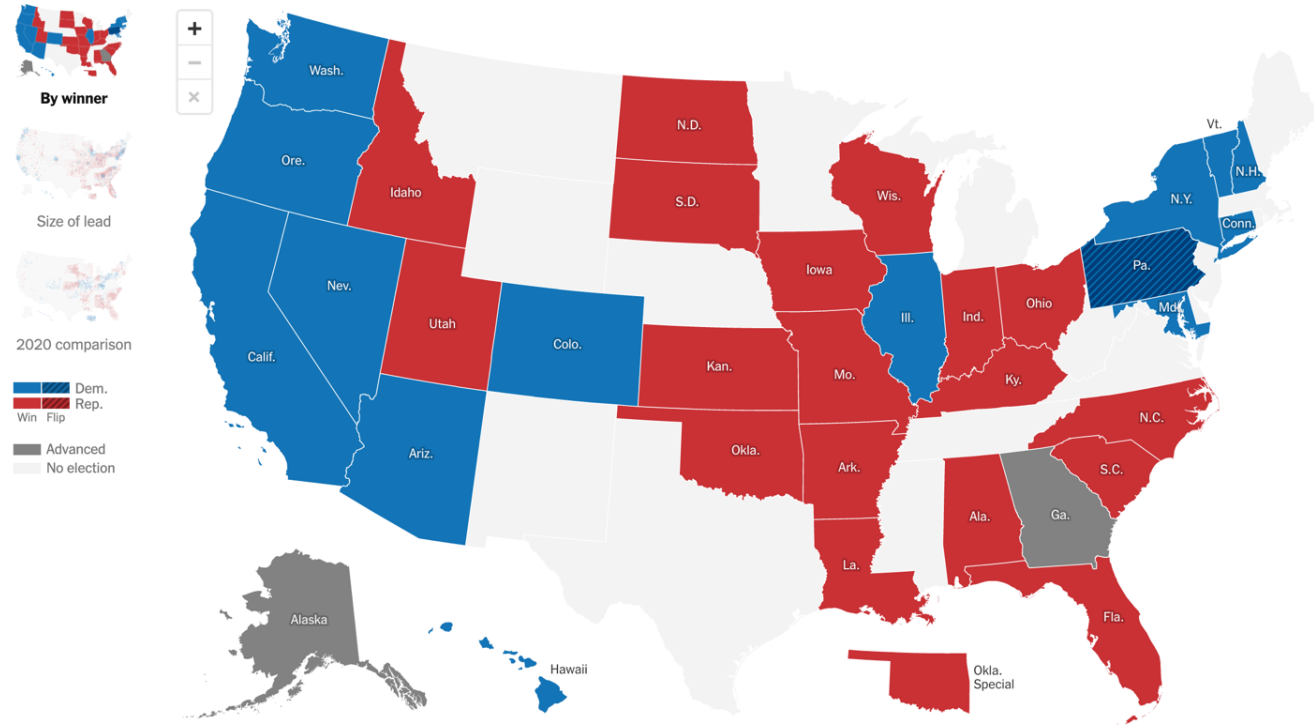 By winner
Size of lead
2020 comparison
Dem.
Rep.
Win Flip
Advanced
No election
+
−
×
Wash.
Ore.
Idaho
N.D.
S.D.
Wis.
Vt.
N.H.
N.Y.
Conn.
Pa.
Md.
Iowa
Nev.
Utah
Colo.
Calif.
Ill.
Ind.
Ohio
Kan.
Mo.
Ky.
N.C.
Ariz.
Okla.
Ark.
S.C.
Ala.
Ga.
La.
Fla.
Alaska
Hawaii
Okla.
Special